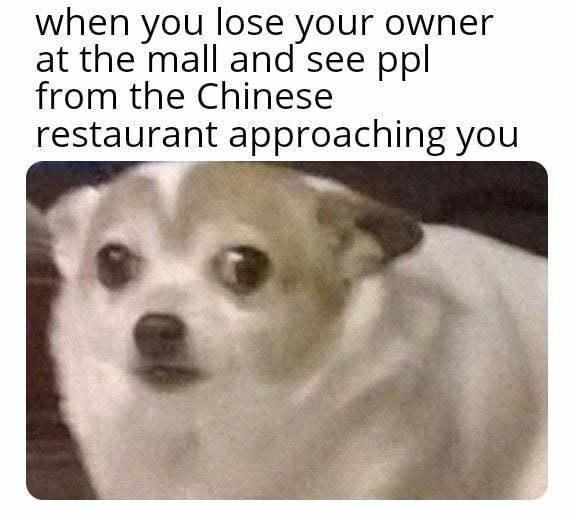 when you lose your owner
at the mall and see ppl
from the Chinese
restaurant approaching you